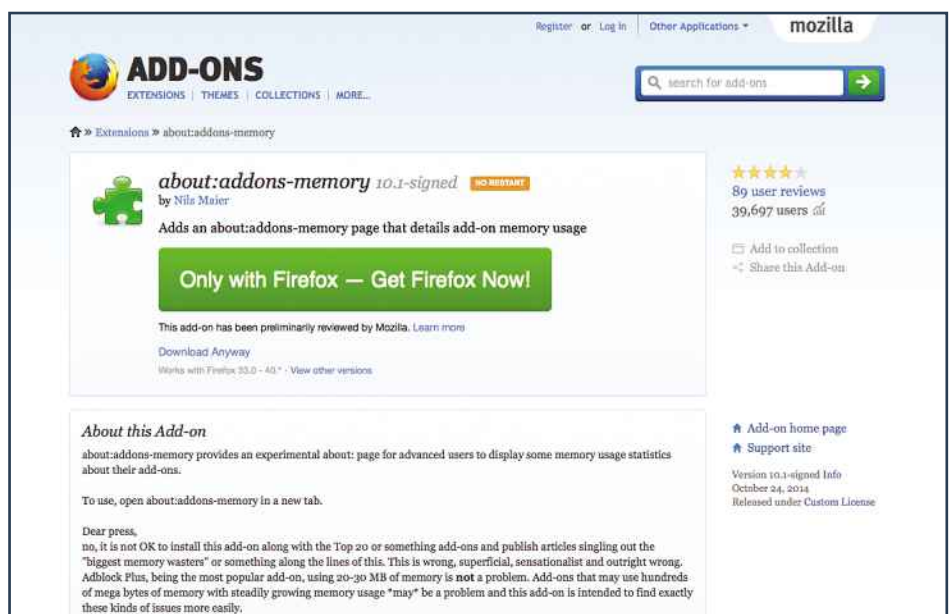 Register or Log in Other Applications
mozilla
ADD-ONS
EXTENSIONS | THEMES | COLLECTIONS | MORE...
search for add-ons
» Extensions » about:addons-memory
about:addons-memory 10.1-signed NO RESTART
by Nils Maier
Adds an about:addons-memory page that details add-on memory usage
Only with Firefox — Get Firefox Now!
This add-on has been preliminarily reviewed by Mozilla. Learn more
Download Anyway
Works with Firefox 33.0 - 40.* · View other versions
89 user reviews
39,697 users
Add to collection
Share this Add-on
About this Add-on
about:addons-memory provides an experimental about: page for advanced users to display some memory usage statistics
about their add-ons.
To use, open about:addons-memory in a new tab.
Dear press,
no, it is not OK to install this add-on along with the Top 20 or something add-ons and publish articles singling out the
"biggest memory wasters" or something along the lines of this. This is wrong, superficial, sensationalist and outright wrong.
Adblock Plus, being the most popular add-on, using 20-30 MB of memory is not a problem. Add-ons that may use hundreds
of mega bytes of memory with steadily growing memory usage *may* be a problem and this add-on is intended to find exactly
these kinds of issues more easily.
Add-on home page
Support site
Version 10.1-signed Info
October 24, 2014
Released under Custom License